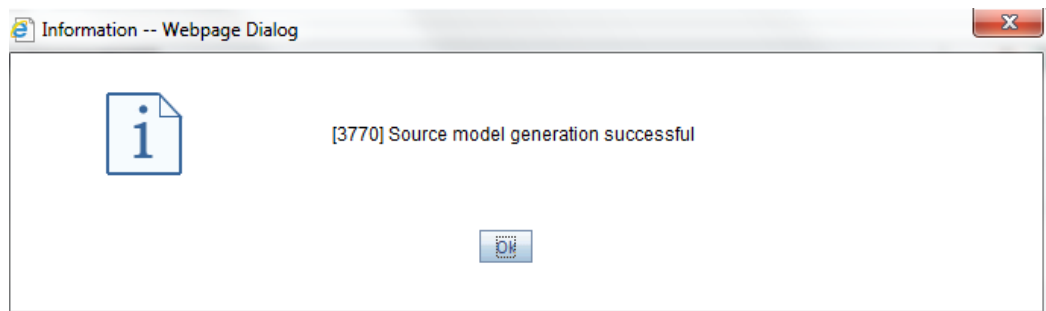 Information -- Webpage Dialog
[3770] Source model generation successful
Ok